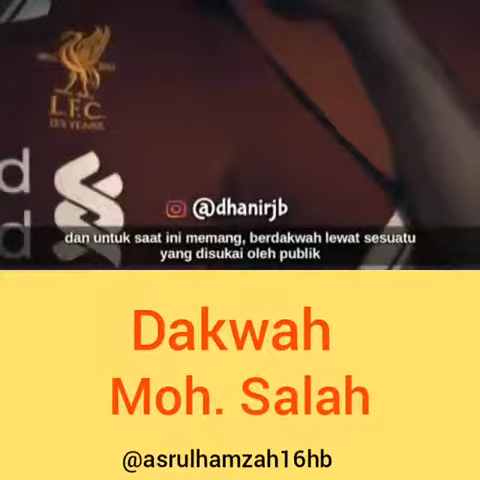 L.F.C
d
d
@dhanirjb
dan untuk saat ini memang, berdakwah lewat sesuatu
yang disukai oleh publik
Dakwah
Moh. Salah
@asrulhamzah16hb